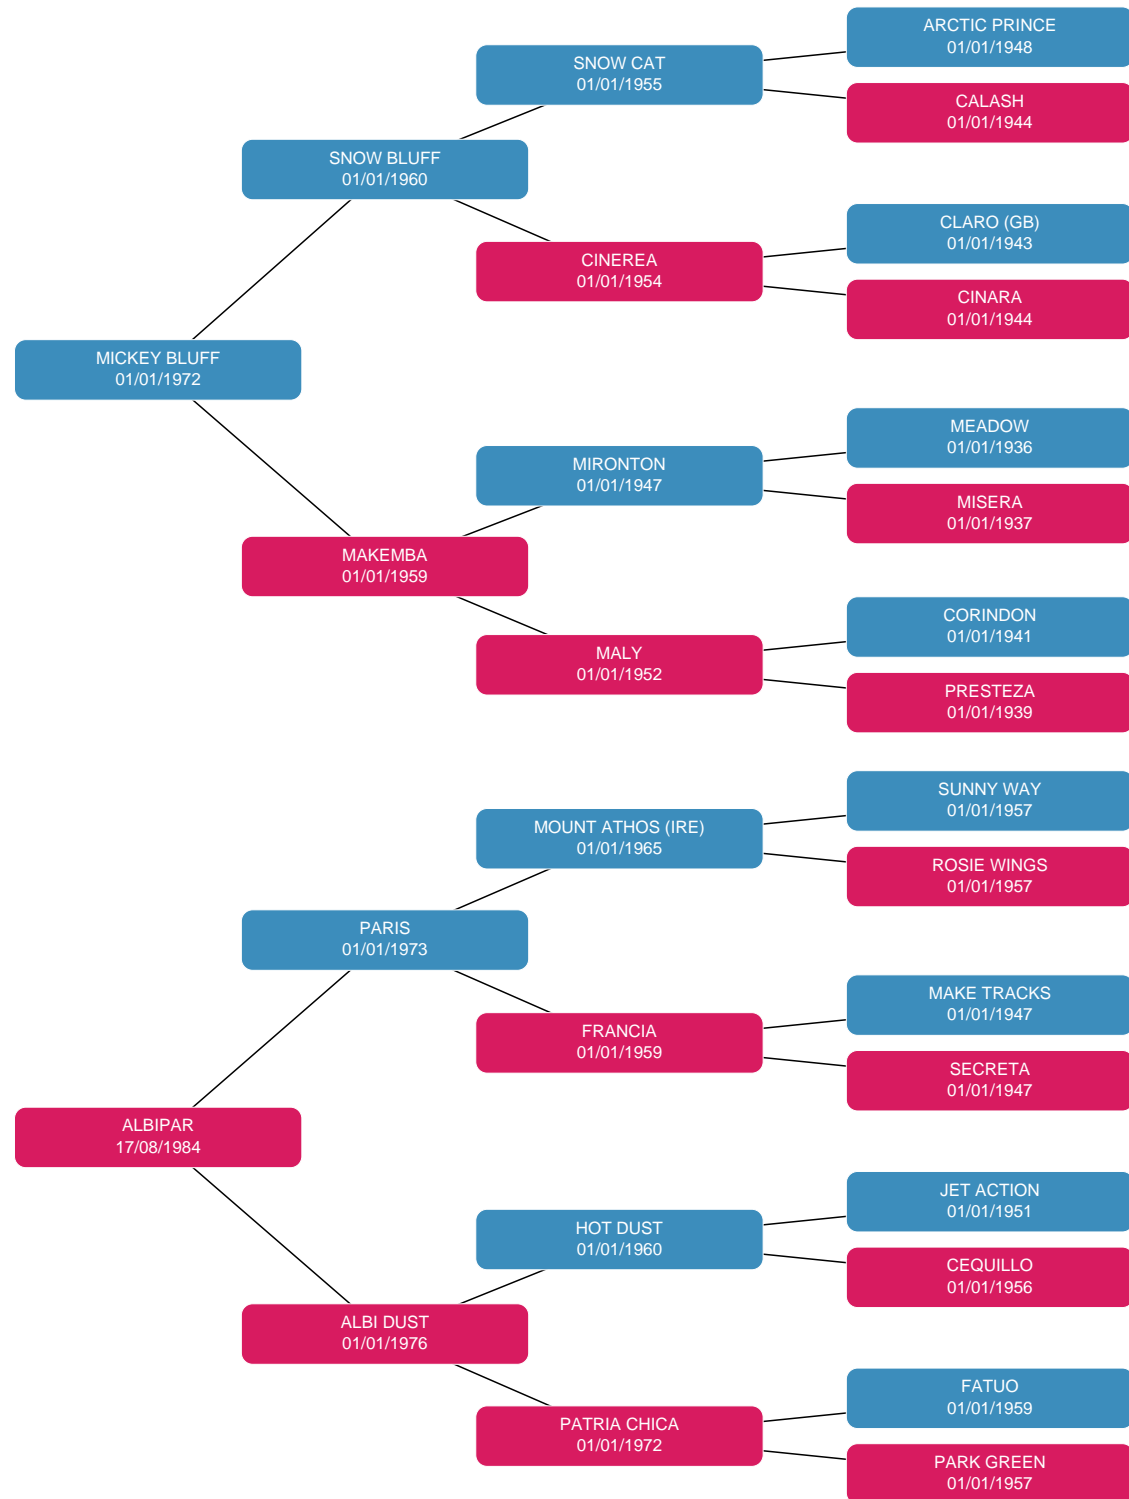 ARCTIC PRINCE
01/01/1948
SNOW CAT
01/01/1955
CALASH
01/01/1944
SNOW BLUFF
01/01/1960
CLARO (GB)
01/01/1943
CINEREA
01/01/1954
CINARA
01/01/1944
MICKEY BLUFF
01/01/1972
MEADOW
01/01/1936
MIRONTON
01/01/1947
MISERA
01/01/1937
MAKEMBA
01/01/1959
CORINDON
01/01/1941
MALY
01/01/1952
PRESTEZA
01/01/1939
SUNNY WAY
01/01/1957
MOUNT ATHOS (IRE)
01/01/1965
ROSIE WINGS
01/01/1957
PARIS
01/01/1973
MAKE TRACKS
01/01/1947
FRANCIA
01/01/1959
SECRETA
01/01/1947
ALBIPAR
17/08/1984
JET ACTION
01/01/1951
HOT DUST
01/01/1960
CEQUILLO
01/01/1956
ALBI DUST
01/01/1976
FATUO
01/01/1959
PATRIA CHICA
01/01/1972
PARK GREEN
01/01/1957